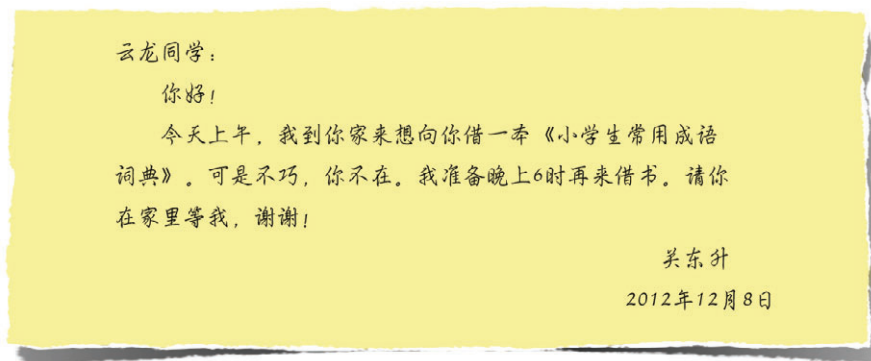 云龙同学：
你好！
今天上午，我到你家来想向你借一本《小学生常用成语
词典》。可是不巧，你不在。我准备晚上6时再来借书。请你
在家里等我，谢谢！
关东升
2012年12月8日